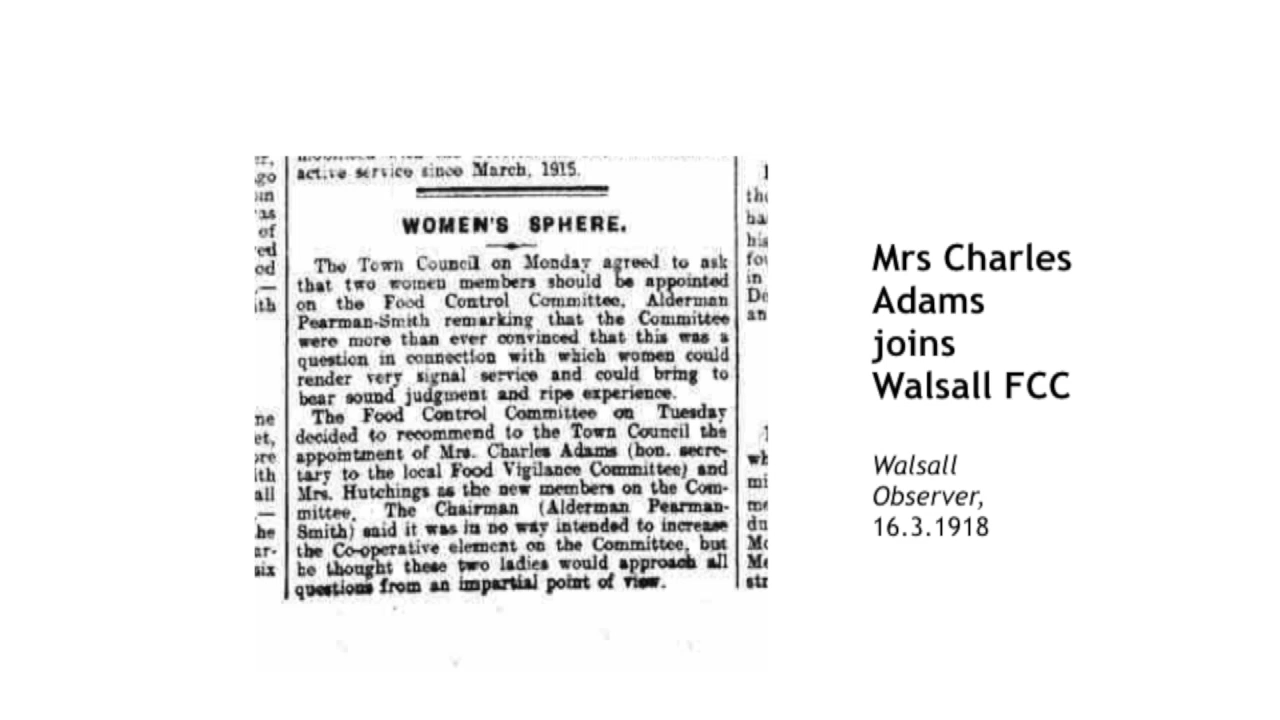 active service since March, 1915.
WOMEN'S SPHERE.
The Town Council on Monday agreed to ask
that two women members should be appointed
on the Food Control Committee, Alderman
Pearman-Smith remarking that the Committee
were more than ever convinced that this was a
question in connection with which women could
render very signal service and could bring to
bear sound judgment and ripe experience.
The Food Control Committee on Tuesday
decided to recommend to the Town Council the
appointment of Mrs. Charles Adams (hon. secre-
tary to the local Food Vigilance Committee) and
Mrs. Hutchings as the new members on the Com-
mittee. The Chairman (Alderman Pearman-
Smith) said it was in no way intended to increase
the Co-operative element on the Committee, but
he thought these two ladies would approach all
questions from an impartial point of view.
Mrs Charles
Adams
joins
Walsall FCC
Walsall
Observer,
16.3.1918